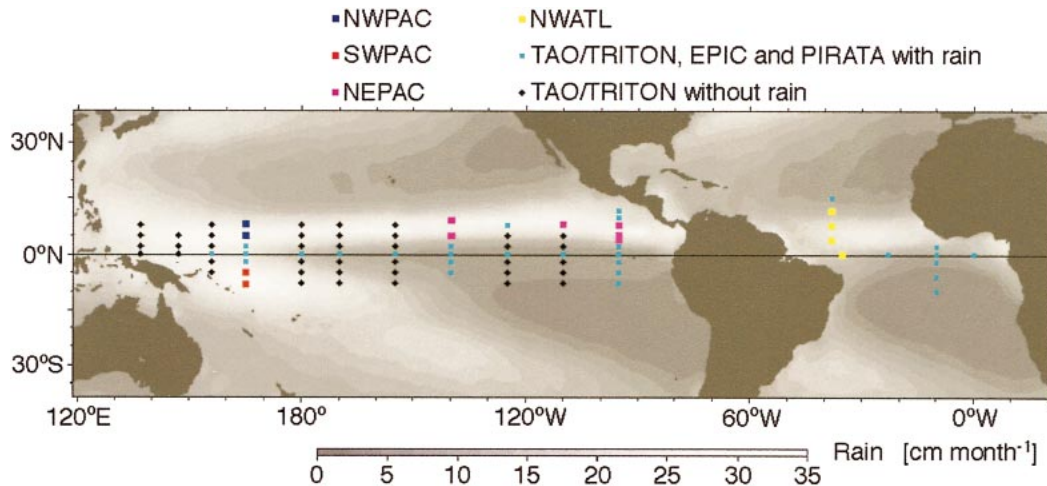 NWPAC
NWATL
SWPAC
TAO/TRITON, EPIC and PIRATA with rain
NEPAC
TAO/TRITON without rain
30ºN
0ºN
30ºS
120ºE
180º
120ºW
60ºW
0ºW
0 5 10 15 20 25 30 35
Rain [cm month-1]